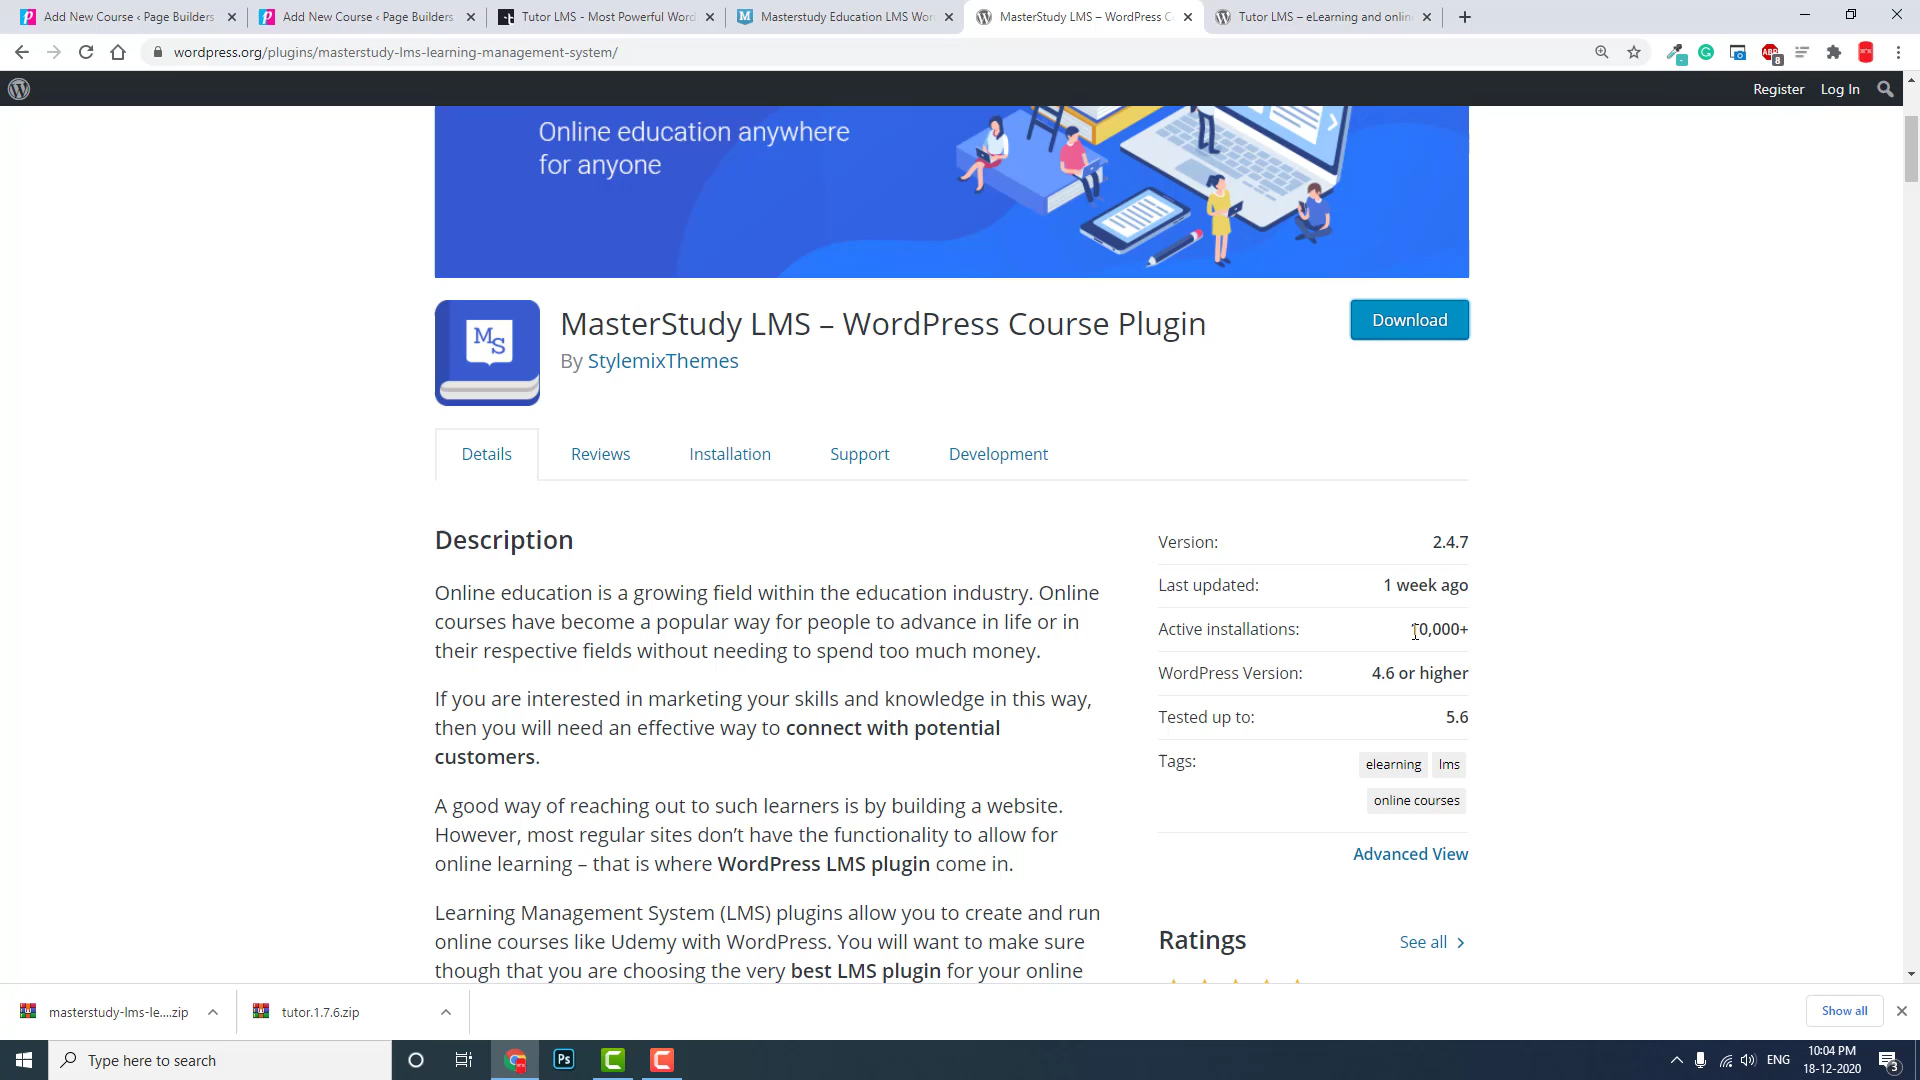 Add New Course ‹ Page Builders
Add New Course ‹ Page Builders
Tutor LMS - Most Powerful Word
Masterstudy Education LMS Wor
MasterStudy LMS – WordPress C
Tutor LMS – eLearning and onlin
wordpress.org/plugins/masterstudy-lms-learning-management-system/
ABP
8
Register
Log In
Online education anywhere
for anyone
MS
MasterStudy LMS – WordPress Course Plugin
By StylemixThemes
Download
Details
Reviews
Installation
Support
Development
Description
Online education is a growing field within the education industry. Online
courses have become a popular way for people to advance in life or in
their respective fields without needing to spend too much money.
If you are interested in marketing your skills and knowledge in this way,
then you will need an effective way to connect with potential
customers.
A good way of reaching out to such learners is by building a website.
However, most regular sites don’t have the functionality to allow for
online learning – that is where WordPress LMS plugin come in.
Learning Management System (LMS) plugins allow you to create and run
online courses like Udemy with WordPress. You will want to make sure
though that you are choosing the very best LMS plugin for your online
Version: 2.4.7
Last updated: 1 week ago
Active installations: 10,000+
WordPress Version: 4.6 or higher
Tested up to: 5.6
Tags: elearning lms
online courses
Advanced View
Ratings
See all
masterstudy-lms-le....zip
tutor.1.7.6.zip
Show all
Type here to search
Ps
ENG
10:04 PM
18-12-2020
3